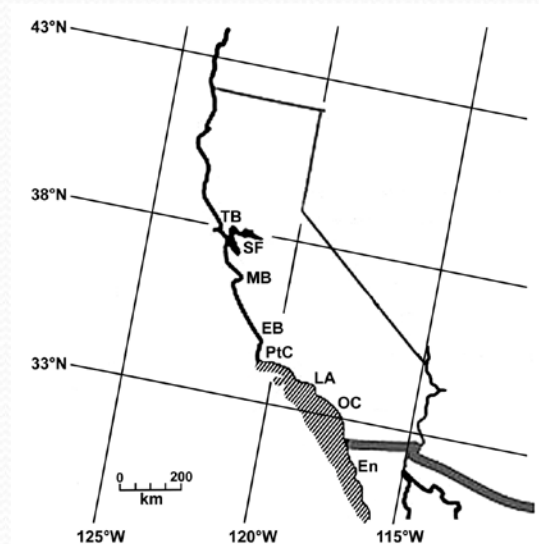 43°N
38°N
TB
SF
MB
EB
PtC
33°N
LA
OC
En
0 200
km
125°W
120°W
115°W